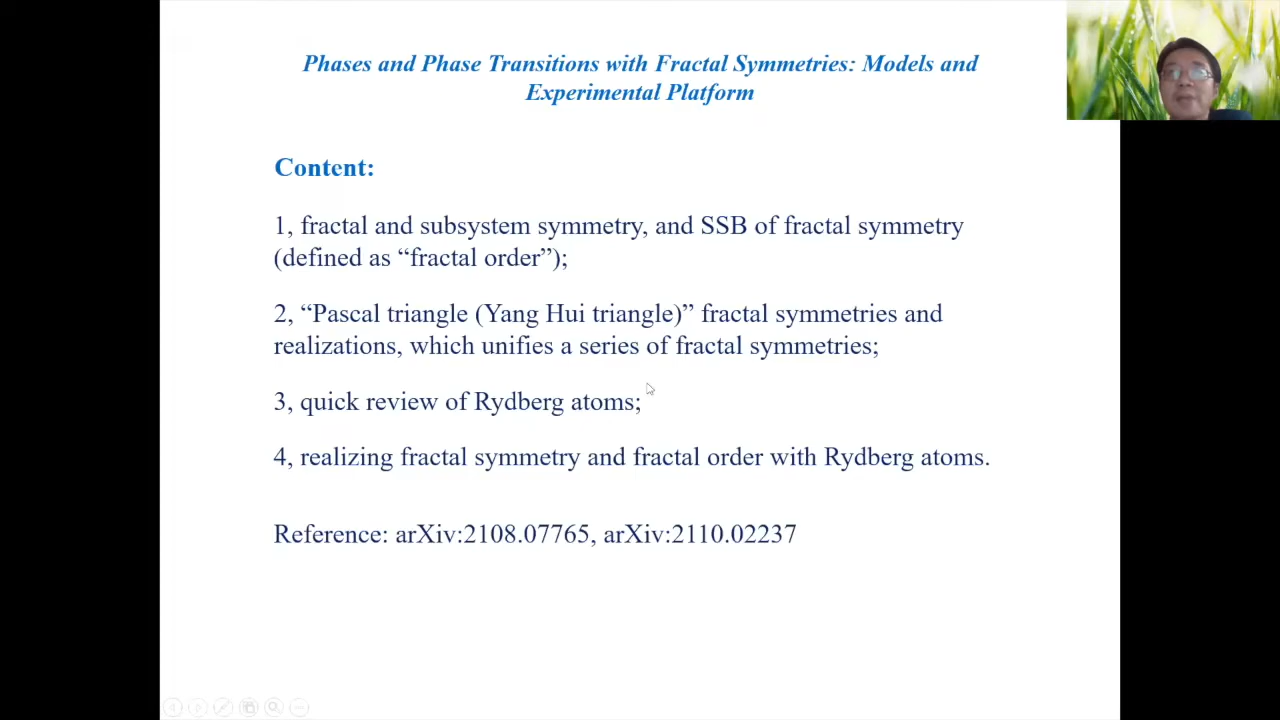 Phases and Phase Transitions with Fractal Symmetries: Models and
Experimental Platform
Content:
1, fractal and subsystem symmetry, and SSB of fractal symmetry
(defined as “fractal order”);
2, “Pascal triangle (Yang Hui triangle)” fractal symmetries and
realizations, which unifies a series of fractal symmetries;
3, quick review of Rydberg atoms;
4, realizing fractal symmetry and fractal order with Rydberg atoms.
Reference: arXiv:2108.07765, arXiv:2110.02237